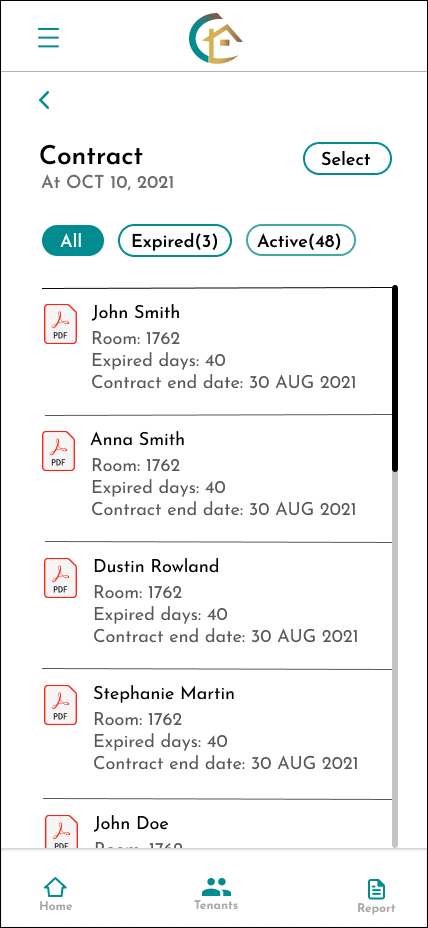 Contract
Select
At OCT 10, 2021
All
Expired(3)
Active(48)
John Smith
PDF
Room: 1762
Expired days: 40
Contract end date: 30 AUG 2021
Anna Smith
PDF
Room: 1762
Expired days: 40
Contract end date: 30 AUG 2021
Dustin Rowland
PDF
Room: 1762
Expired days: 40
Contract end date: 30 AUG 2021
Stephanie Martin
PDF
Room: 1762
Expired days: 40
Contract end date: 30 AUG 2021
John Doe
PDF
Room: 1762
Home
Tenants
Report